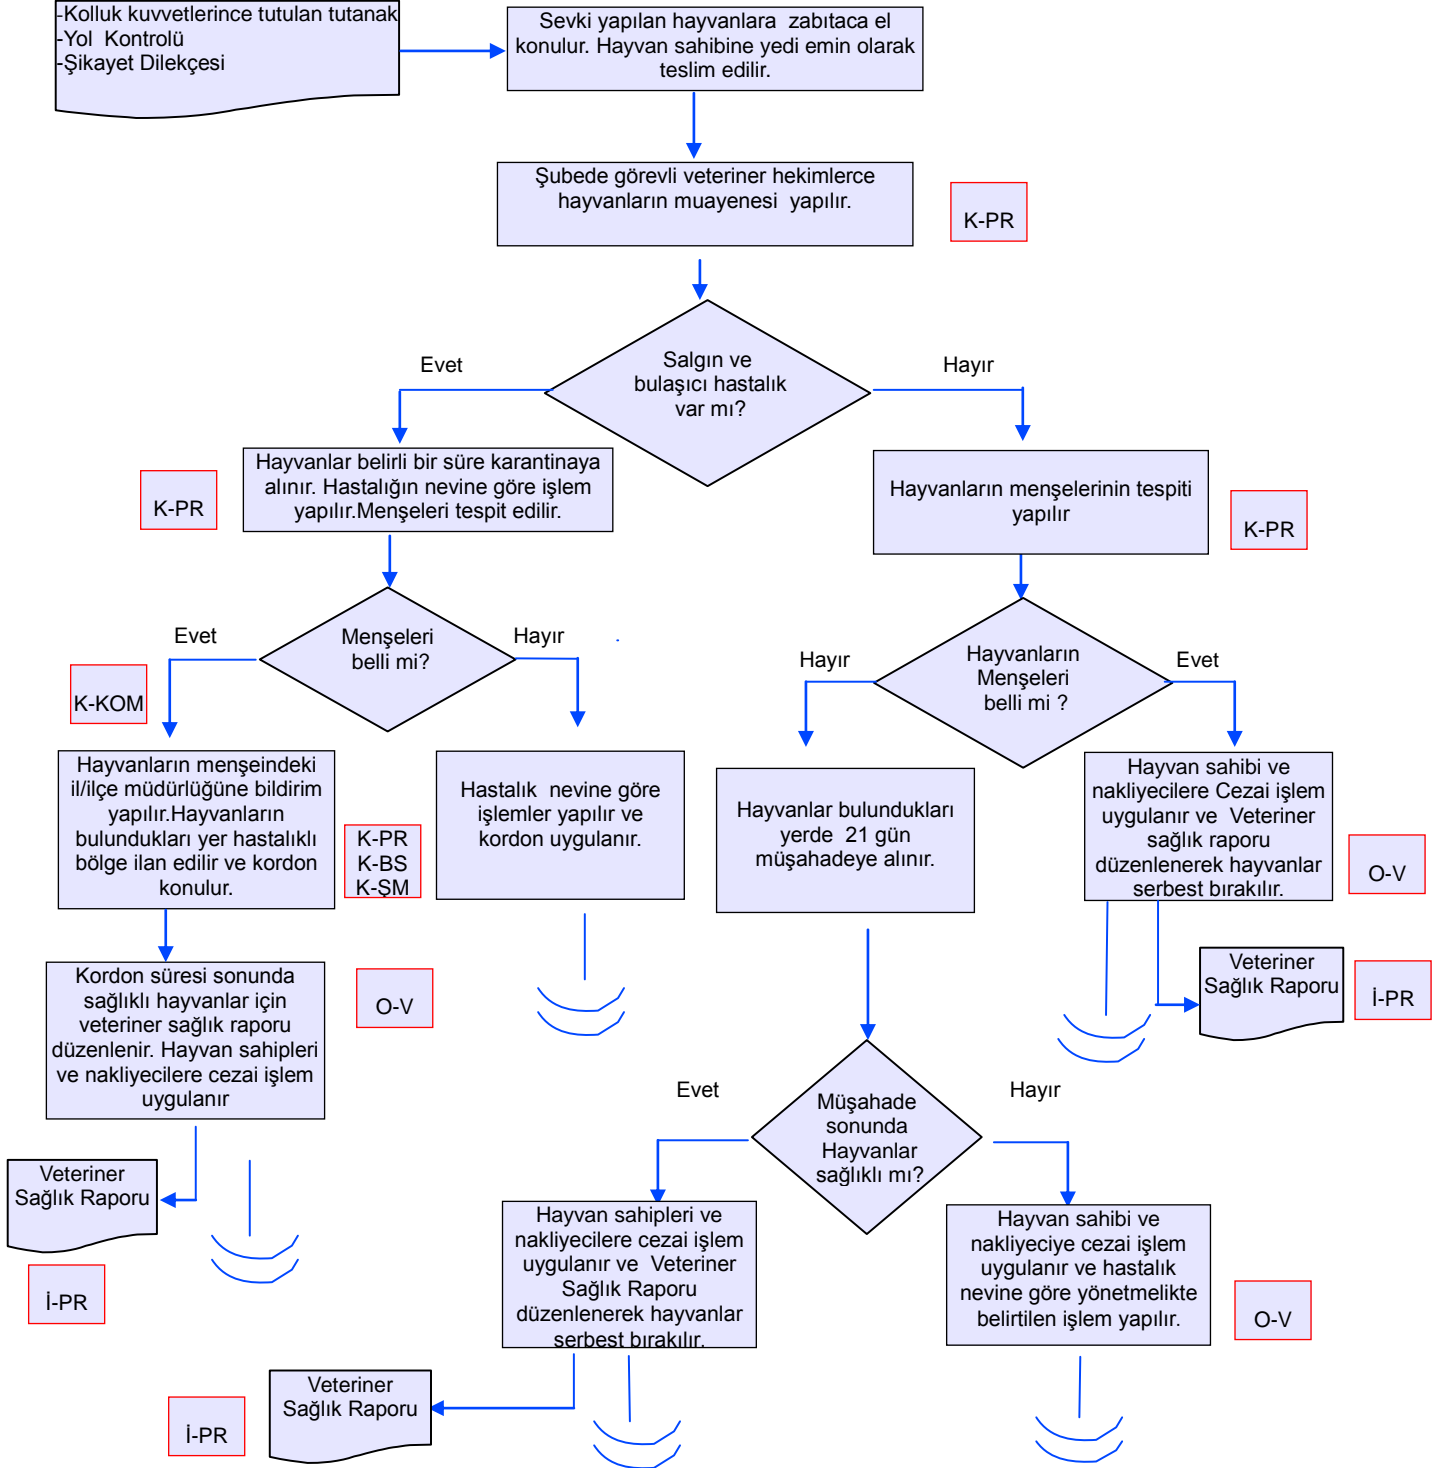 -Kolluk kuvvetlerince tutulan tutanak
-Yol  Kontrolü
-Şikayet Dilekçesi
Sevki yapılan hayvanlara  zabıtaca el
konulur. Hayvan sahibine yedi emin olarak
teslim edilir.
Şubede görevli veteriner hekimlerce
hayvanların muayenesi  yapılır.
K-PR
Salgın ve
bulaşıcı hastalık
var mı?
Evet
Hayır
Hayvanlar belirli bir süre karantinaya
alınır. Hastalığın nevine göre işlem
yapılır.Menşeleri tespit edilir.
K-PR
Hayvanların menşelerinin tespiti
yapılır
K-PR
Menşeleri
belli mi?
Evet
Hayır
Hayvanların
Menşeleri
belli mi ?
Hayır
Evet
K-KOM
Hayvanların menşeindeki
il/ilçe müdürlüğüne bildirim
yapılır.Hayvanların
bulundukları yer hastalıklı
bölge ilan edilir ve kordon
konulur.
K-PR
K-BS
K-ŞM
Hastalık  nevine göre
işlemler yapılır ve
kordon uygulanır.
Hayvanlar bulundukları
yerde  21 gün
müşahadeye alınır.
Hayvan sahibi ve
nakliyecilere Cezai işlem
uygulanır ve  Veteriner
sağlık raporu
düzenlenerek hayvanlar
serbest bırakılır.
O-V
Kordon süresi sonunda
sağlıklı hayvanlar için
veteriner sağlık raporu
düzenlenir. Hayvan sahipleri
ve nakliyecilere cezai işlem
uygulanır
O-V
Veteriner
Sağlık Raporu
İ-PR
Müşahade
sonunda
Hayvanlar
sağlıklı mı?
Evet
Hayır
Veteriner
Sağlık Raporu
İ-PR
Hayvan sahipleri ve
nakliyecilere cezai işlem
uygulanır ve  Veteriner
Sağlık Raporu
düzenlenerek hayvanlar
serbest bırakılır.
Hayvan sahibi ve
nakliyeciye cezai işlem
uygulanır ve hastalık
nevine göre yönetmelikte
belirtilen işlem yapılır.
O-V
Veteriner
Sağlık Raporu
İ-PR